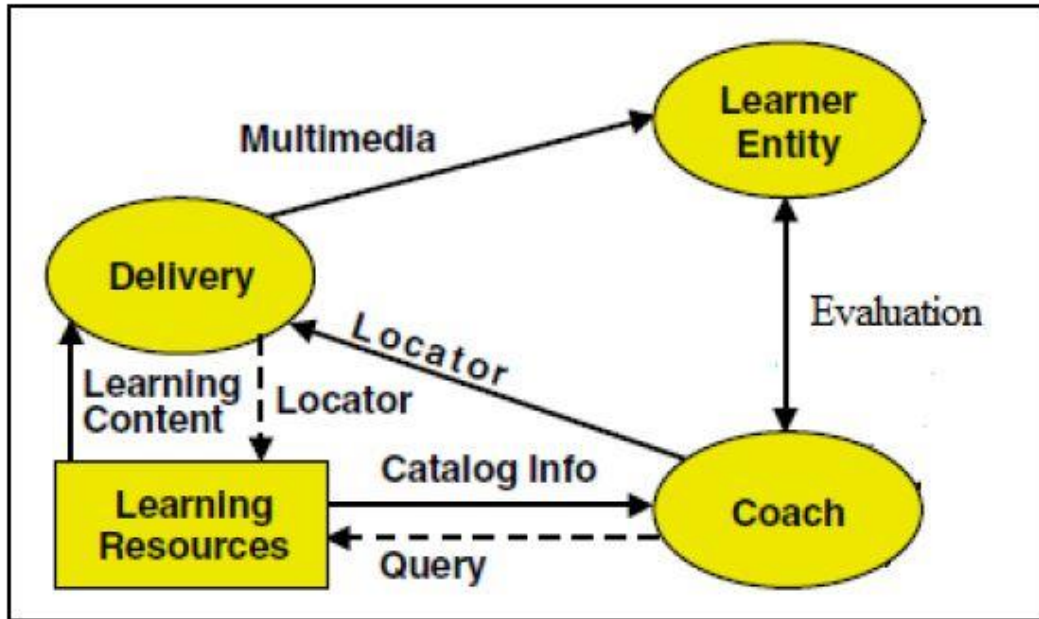 Learner
Entity
Multimedia
Delivery
Evaluation
Locator
Learning
Content
Locator
Catalog Info
Learning
Resources
Coach
Query